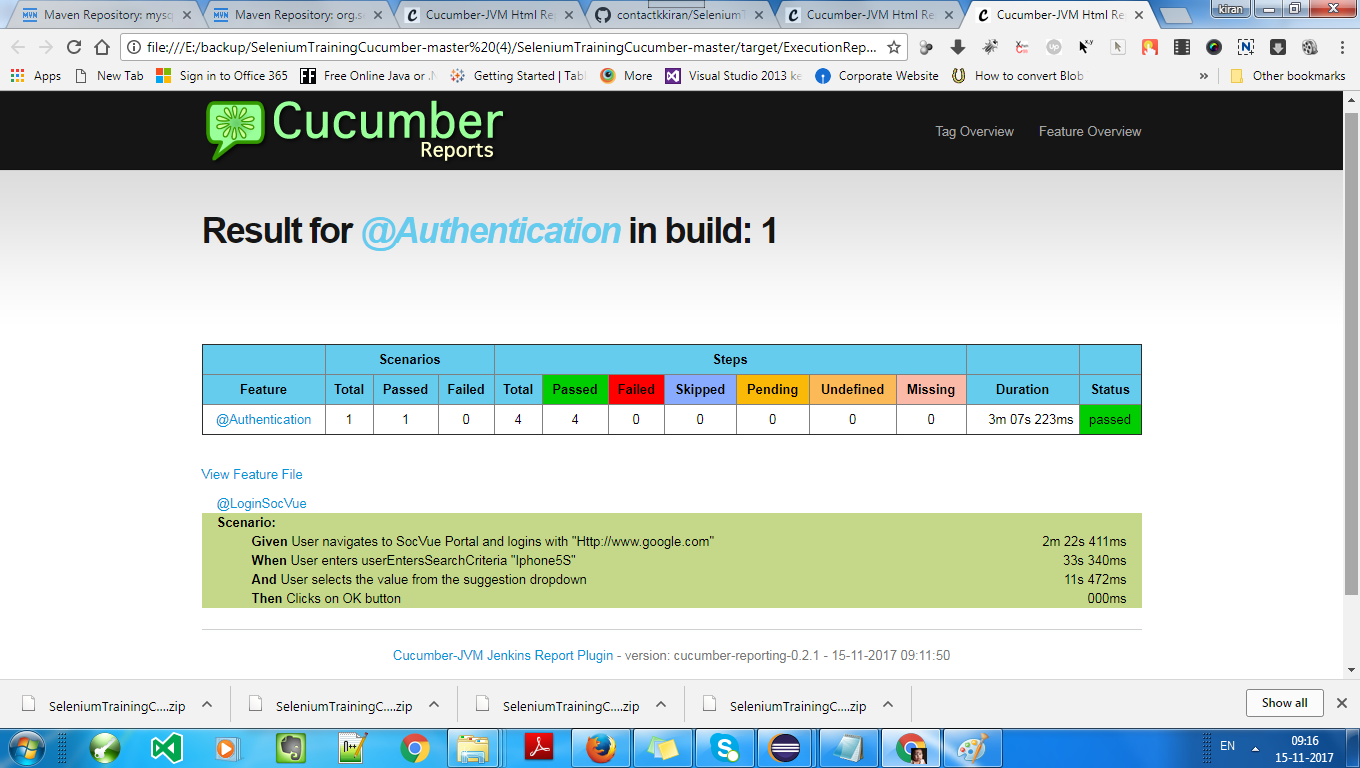 Maven Repository: mysq
Maven Repository: org.s
Cucumber-JVM Html Re
contactkkiran/Selenium
Cucumber-JVM Html Re
Cucumber-JVM Html Re
kiran
file:///E:/backup/SeleniumTrainingCucumber-master%20(4)/SeleniumTrainingCucumber-master/target/ExecutionRep...
Apps
New Tab
Sign in to Office 365
Free Online Java or
Getting Started | Tab
More
Visual Studio 2013 ke
Corporate Website
How to convert Blob
»
Other bookmarks
Cucumber
Reports
Tag Overview
Feature Overview
Result for @Authentication in build: 1
Scenarios Steps
Feature Total Passed Failed Total Passed Failed Skipped Pending Undefined Missing Duration Status
@Authentication 1 1 0 4 4 0 0 0 0 0 3m 07s 223ms passed
View Feature File
@LoginSocVue
Scenario:
Given User navigates to SocVue Portal and logins with "Http://www.google.com" 2m 22s 411ms
When User enters userEntersSearchCriteria "Iphone5S" 33s 340ms
And User selects the value from the suggestion dropdown 11s 472ms
Then Clicks on OK button 000ms
Cucumber-JVM Jenkins Report Plugin - version: cucumber-reporting-0.2.1 - 15-11-2017 09:11:50
SeleniumTrainingC....zip
SeleniumTrainingC....zip
SeleniumTrainingC....zip
SeleniumTrainingC....zip
Show all
EN
09:16
15-11-2017